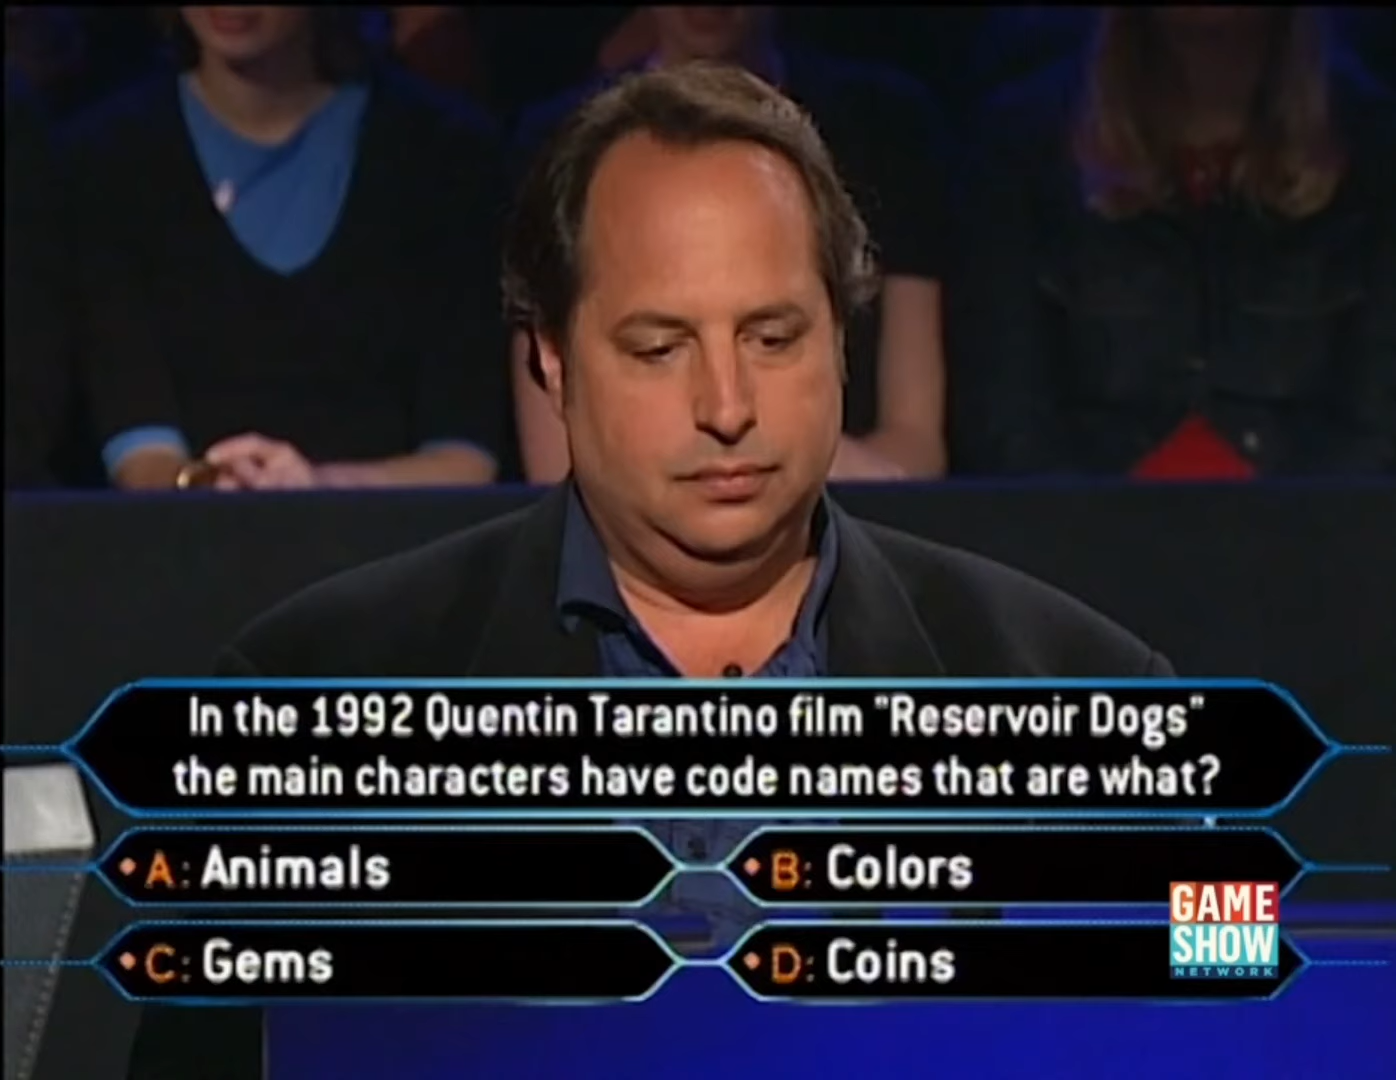 In the 1992 Quentin Tarantino film "Reservoir Dogs"
the main characters have code names that are what?
A: Animals
B: Colors
C: Gems
D: Coins
GAME
SHOW
NETWORK